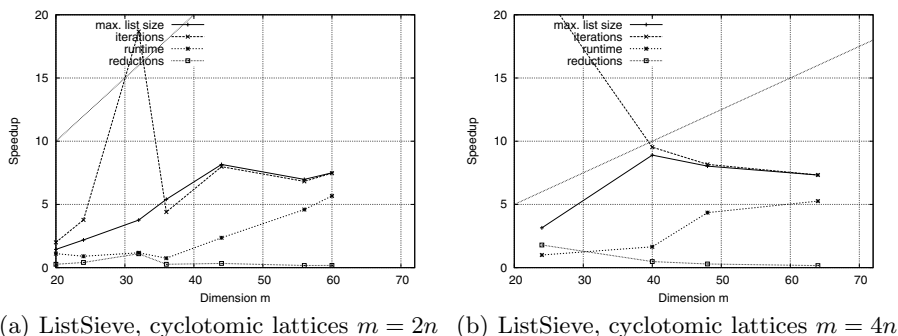 20
15
10
5
0
Speedup
max. list size
iterations
runtime
reductions
20 30 40 50 60 70
Dimension m
(a) ListSieve, cyclotomic lattices m = 2n
20
15
10
5
0
Speedup
max. list size
iterations
runtime
reductions
20 30 40 50 60 70
Dimension m
(b) ListSieve, cyclotomic lattices m = 4n